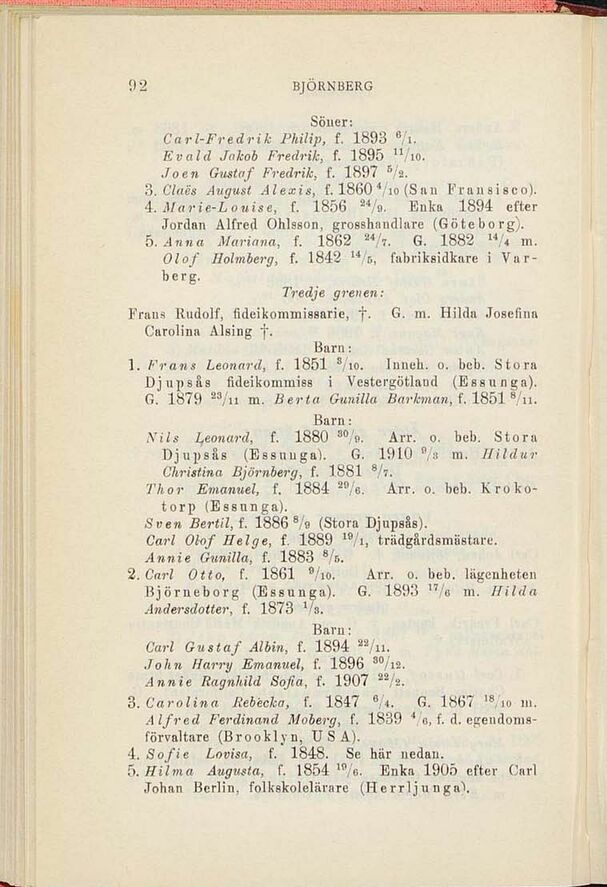 92 BJÖRNBERG
Söner:
Carl-Fredrik Philip, f. 1893 6/1.
Evald Jakob Fredrik, f. 1895 11/10.
Joen Gustaf Fredrik, f. 1897 5/2.
3. Claës August Alexis, f. 1860 4/10 (San Fransisco).
4. Marie-Louise, f. 1856 24/9. Enka 1894 efter
Jordan Alfred Ohlsson, grosshandlare (Göteborg).
5. Anna Mariana, f. 1862 24/7. G. 1882 14/4 m.
Olof Holmberg, f. 1842 14/5, fabriksidkare i Var-
berg.
Tredje grenen:
Frans Rudolf, fideikommissarie, †. G. m. Hilda Josefina
Carolina Alsing †.
Barn:
1. Frans Leonard, f. 1851 3/10. Inneh. o. beb. Stora
Djupsås fideikommiss i Vestergötland (Essunga).
G. 1879 23/11 m. Berta Gunilla Barkman, f. 1851 8/11.
Barn:
Nils Leonard, f. 1880 30/9. Arr. o. beb. Stora
Djupsås (Essunga). G. 1910 9/3 m. Hildur
Christina Björnberg, f. 1881 8/7.
Thor Emanuel, f. 1884 29/6. Arr. o. beb. Kroko-
torp (Essunga).
Sven Bertil, f. 1886 8/9 (Stora Djupsås).
Carl Olof Helge, f. 1889 19/1, trädgårdsmästare.
Annie Gunilla, f. 1883 8/5.
2. Carl Otto, f. 1861 9/10. Arr. o. beb. lägenheten
Björneborg (Essunga). G. 1893 17/6 m. Hilda
Andersdotter, f. 1873 1/3.
Barn:
Carl Gustaf Albin, f. 1894 22/11.
John Harry Emanuel, f. 1896 30/12.
Annie Ragnhild Sofia, f. 1907 22/2.
3. Carolina Rebecka, f. 1847 6/4. G. 1867 18/10 m.
Alfred Ferdinand Moberg, f. 1839 4/6, f. d. egendoms-
förvaltare (Brooklyn, USA).
4. Sofie Lovisa, f. 1848. Se här nedan.
5. Hilma Augusta, f. 1854 10/6. Enka 1905 efter Carl
Johan Berlin, folkskolelärare (Herrljunga).